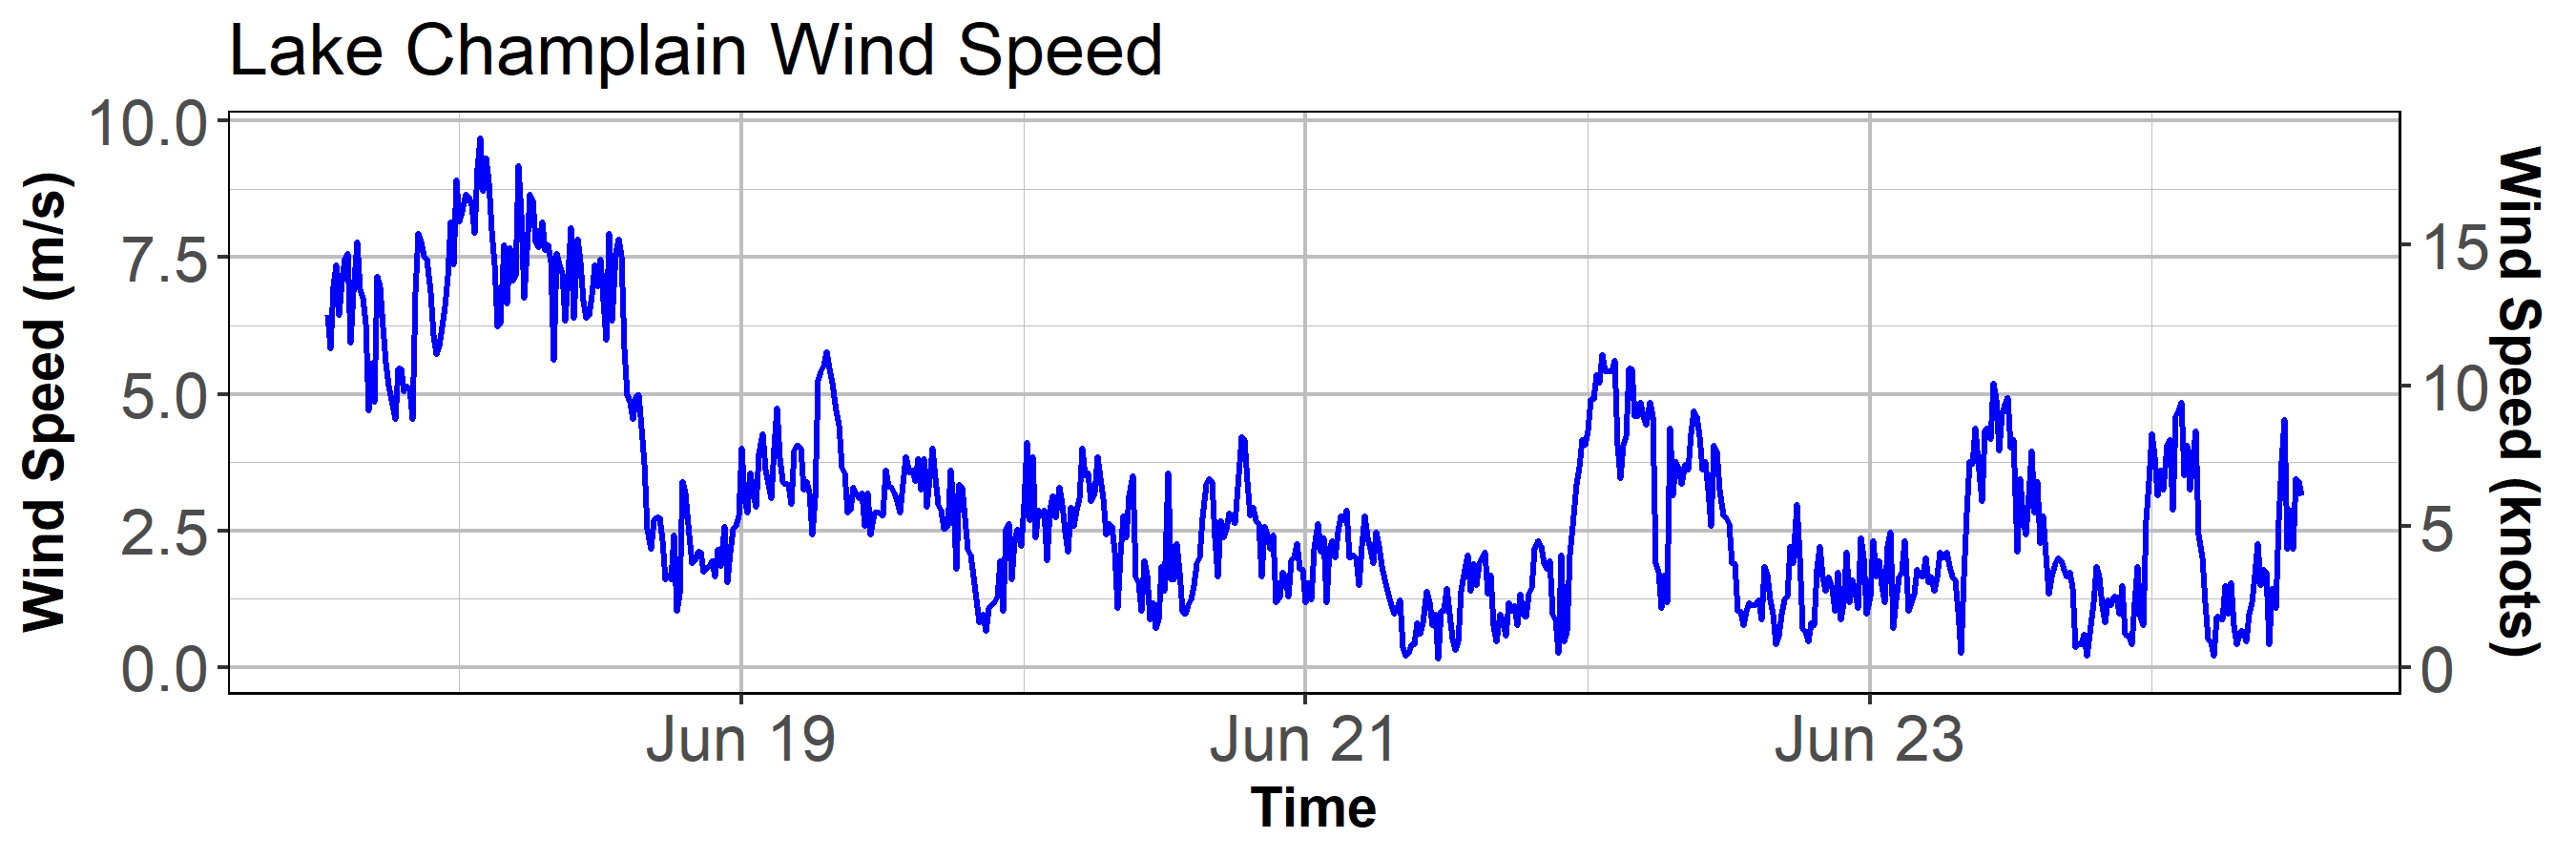 Lake Champlain Wind Speed
Wind Speed (m/s)
10.0
7.5
5.0
2.5
0.0
Wind Speed (knots)
15
10
5
0
Jun 19
Jun 21
Jun 23
Time